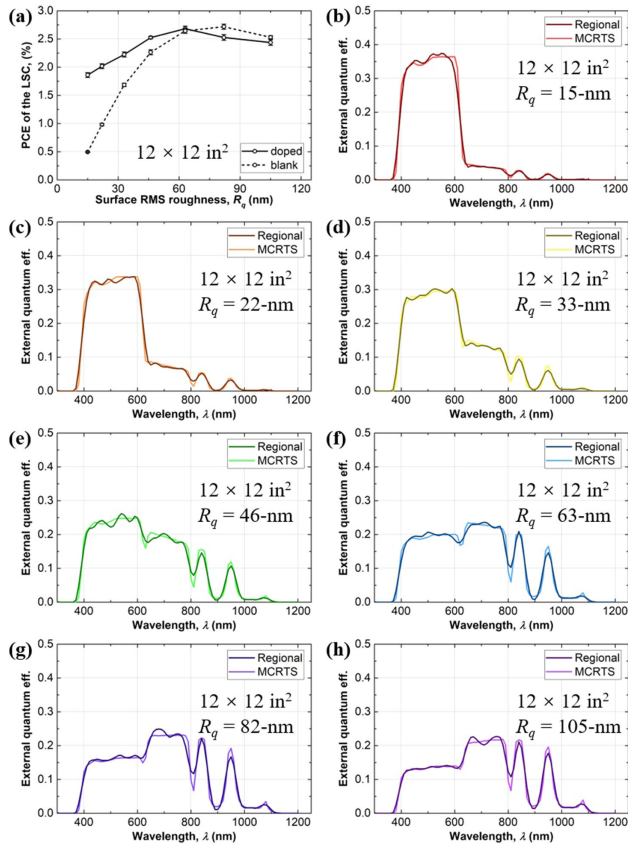 (a)
PCE of the LSC, (%)
3.0
2.5
2.0
1.5
1.0
0.5
0.0
12 × 12 in²
doped
blank
0 30 60 90 120
Surface RMS roughness, Rq (nm)
(b)
External quantum eff.
0.5
0.4
0.3
0.2
0.1
0.0
Regional
MCRTS
12 × 12 in²
Rq = 15-nm
400 600 800 1000 1200
Wavelength, λ (nm)
(c)
External quantum eff.
0.5
0.4
0.3
0.2
0.1
0.0
Regional
MCRTS
12 × 12 in²
Rq = 22-nm
400 600 800 1000 1200
Wavelength, λ (nm)
(d)
External quantum eff.
0.5
0.4
0.3
0.2
0.1
0.0
Regional
MCRTS
12 × 12 in²
Rq = 33-nm
400 600 800 1000 1200
Wavelength, λ (nm)
(e)
External quantum eff.
0.5
0.4
0.3
0.2
0.1
0.0
Regional
MCRTS
12 × 12 in²
Rq = 46-nm
400 600 800 1000 1200
Wavelength, λ (nm)
(f)
External quantum eff.
0.5
0.4
0.3
0.2
0.1
0.0
Regional
MCRTS
12 × 12 in²
Rq = 63-nm
400 600 800 1000 1200
Wavelength, λ (nm)
(g)
External quantum eff.
0.5
0.4
0.3
0.2
0.1
0.0
Regional
MCRTS
12 × 12 in²
Rq = 82-nm
400 600 800 1000 1200
Wavelength, λ (nm)
(h)
External quantum eff.
0.5
0.4
0.3
0.2
0.1
0.0
Regional
MCRTS
12 × 12 in²
Rq = 105-nm
400 600 800 1000 1200
Wavelength, λ (nm)